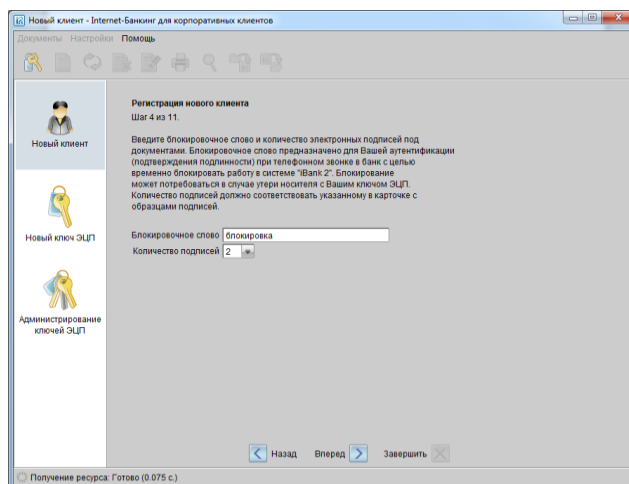 Новый клиент - Internet-Банкинг для корпоративных клиентов
Документы Настройки Помощь
Новый клиент
Новый ключ ЭЦП
Администрирование
ключей ЭЦП
Регистрация нового клиента
Шаг 4 из 11.
Введите блокировочное слово и количество электронных подписей под
документами. Блокировочное слово предназначено для Вашей аутентификации
(подтверждения подлинности) при телефонном звонке в банк с целью
временно блокировать работу в системе "iBank 2". Блокирование
может потребоваться в случае утери носителя с Вашим ключом ЭЦП.
Количество подписей должно соответствовать указанному в карточке с
образцами подписей.
Блокировочное слово блокировка
Количество подписей 2
Назад Вперед Завершить
Получение ресурса: Готово (0.075 с.)